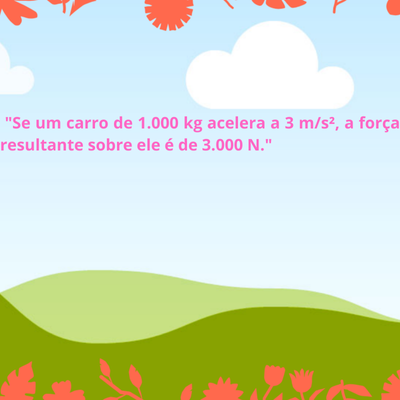 "Se um carro de 1.000 kg acelera a 3 m/s², a força
resultante sobre ele é de 3.000 N."